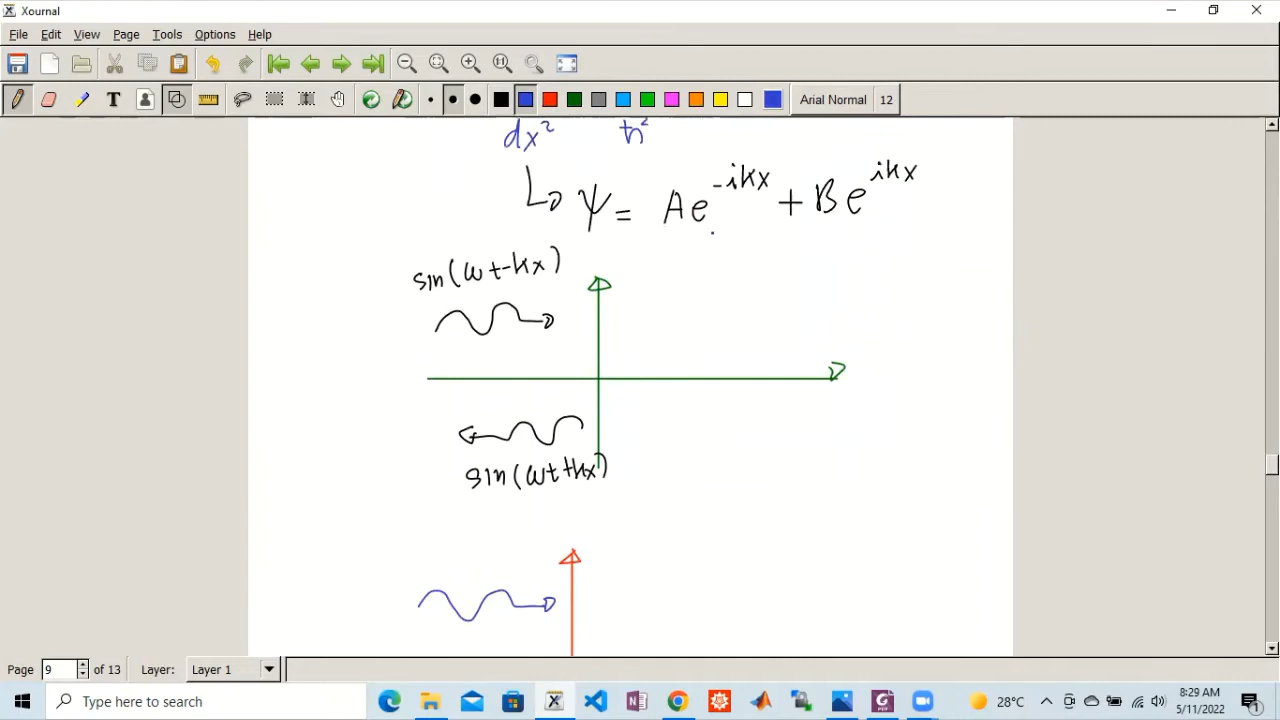 Xournal
File Edit View Page Tools Options Help
Arial Normal 12
dx² ħ²
ψ = Ae^{-ikx} + Be^{ikx}
sin(ωt-kx)
sin(ωt+kx)
Page 9 of 13 Layer: Layer 1
Type here to search
28°C
8:29 AM
5/11/2022